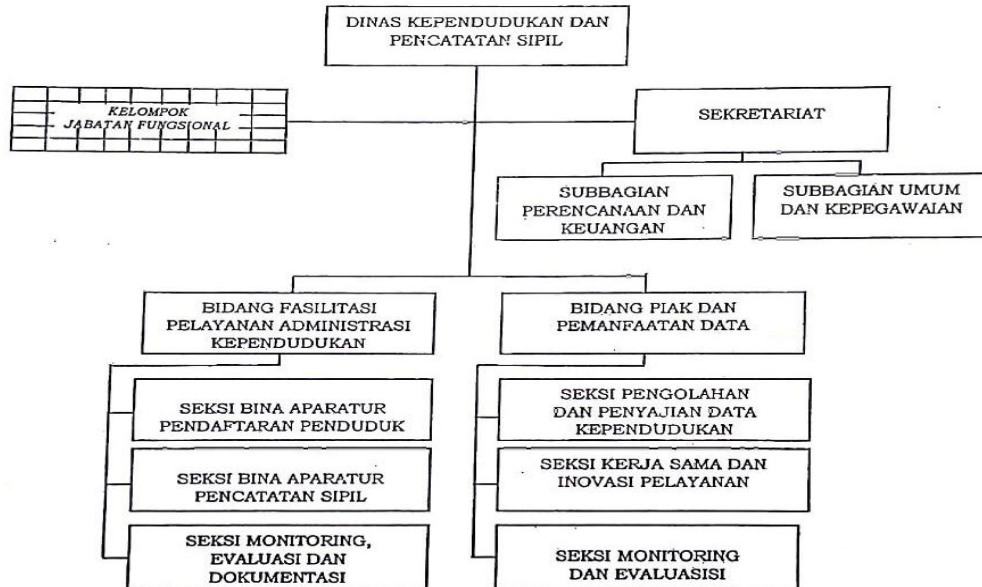 DINAS KEPENDUDUKAN DAN
PENCATATAN SIPIL
KELOMPOK
JABATAN FUNGSIONAL
SEKRETARIAT
SUBBAGIAN
PERENCANAAN DAN
KEUANGAN
SUBBAGIAN UMUM
DAN KEPEGAWAIAN
BIDANG FASILITASI
PELAYANAN ADMINISTRASI
KEPENDUDUKAN
BIDANG PIAK DAN
PEMANFAATAN DATA
SEKSI BINA APARATUR
PENDAFTARAN PENDUDUK
SEKSI PENGOLAHAN
DAN PENYAJIAN DATA
KEPENDUDUKAN
SEKSI BINA APARATUR
PENCATATAN SIPIL
SEKSI KERJA SAMA DAN
INOVASI PELAYANAN
SEKSI MONITORING,
EVALUASI DAN
DOKUMENTASI
SEKSI MONITORING
DAN EVALUASISI